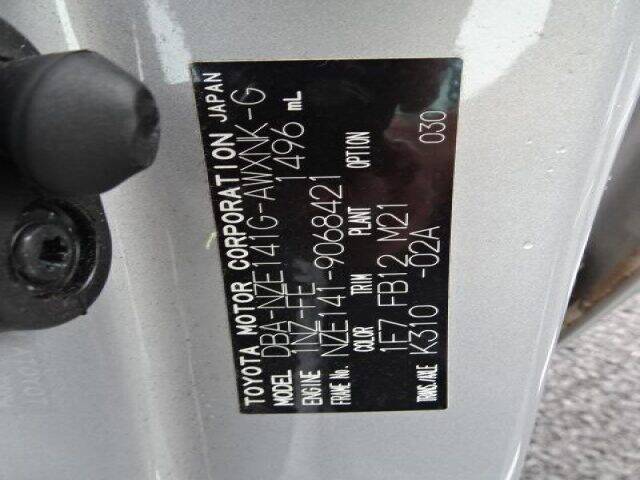 TOYOTA MOTOR CORPORATION JAPAN
MODEL DBA-NZE141G-AWXNK-G
ENGINE 1NZ-FE 1496 mL
FRAME No. NZE141-9068421
COLOR TRIM PLANT OPTION
1E7 FB12 M21
TRANS./AXLE K310 -02A 030